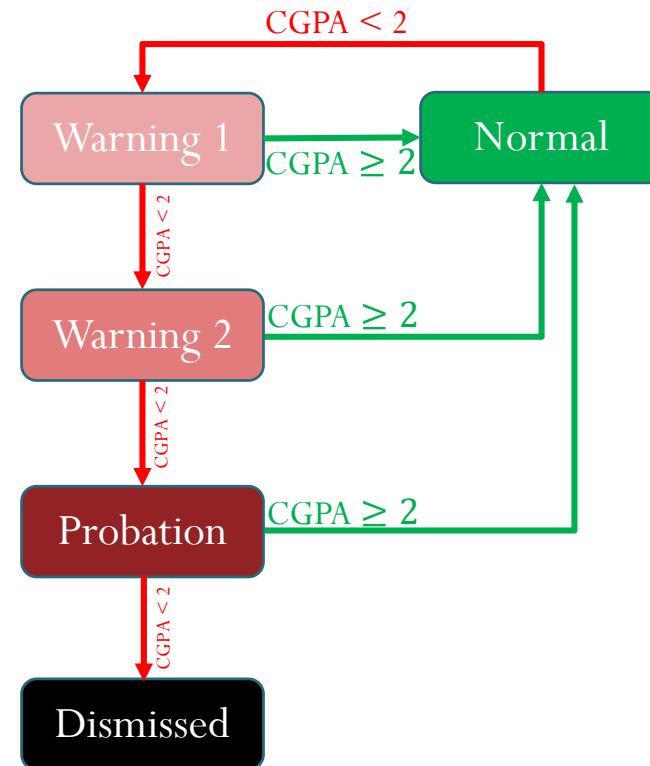 CGPA < 2
Warning 1
Normal
CGPA ≥ 2
CGPA < 2
Warning 2
CGPA ≥ 2
CGPA < 2
Probation
CGPA ≥ 2
CGPA < 2
Dismissed